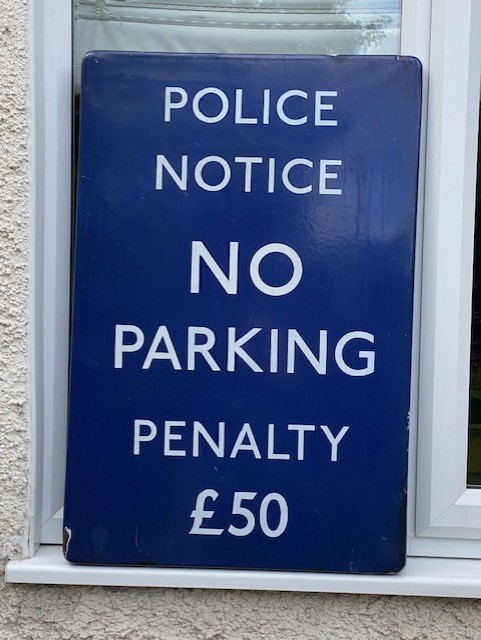 POLICE
NOTICE
NO
PARKING
PENALTY
£50